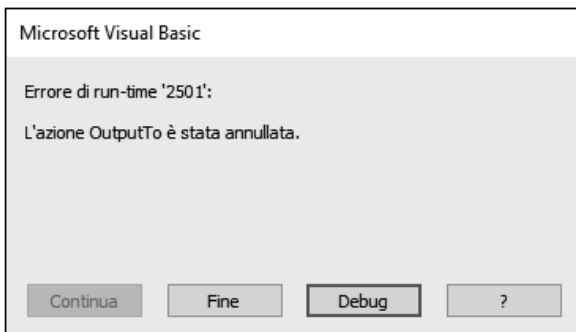 Microsoft Visual Basic
Errore di run-time '2501':
L'azione OutputTo è stata annullata.
Continua Fine Debug ?